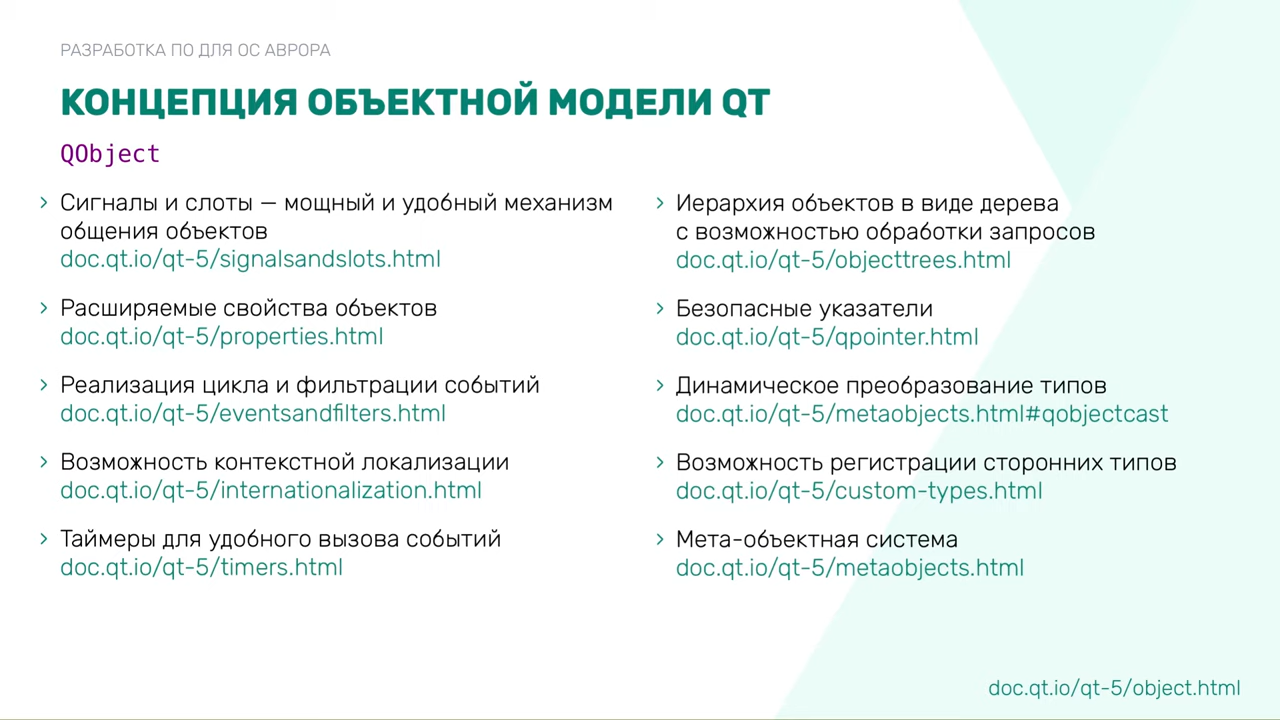 РАЗРАБОТКА ПО ДЛЯ ОС АВРОРА
КОНЦЕПЦИЯ ОБЪЕКТНОЙ МОДЕЛИ QT
QObject
› Сигналы и слоты — мощный и удобный механизм
общения объектов
doc.qt.io/qt-5/signalsandslots.html
› Расширяемые свойства объектов
doc.qt.io/qt-5/properties.html
› Реализация цикла и фильтрации событий
doc.qt.io/qt-5/eventsandfilters.html
› Возможность контекстной локализации
doc.qt.io/qt-5/internationalization.html
› Таймеры для удобного вызова событий
doc.qt.io/qt-5/timers.html
› Иерархия объектов в виде дерева
с возможностью обработки запросов
doc.qt.io/qt-5/objecttrees.html
› Безопасные указатели
doc.qt.io/qt-5/qpointer.html
› Динамическое преобразование типов
doc.qt.io/qt-5/metaobjects.html#qobjectcast
› Возможность регистрации сторонних типов
doc.qt.io/qt-5/custom-types.html
› Мета-объектная система
doc.qt.io/qt-5/metaobjects.html
doc.qt.io/qt-5/object.html